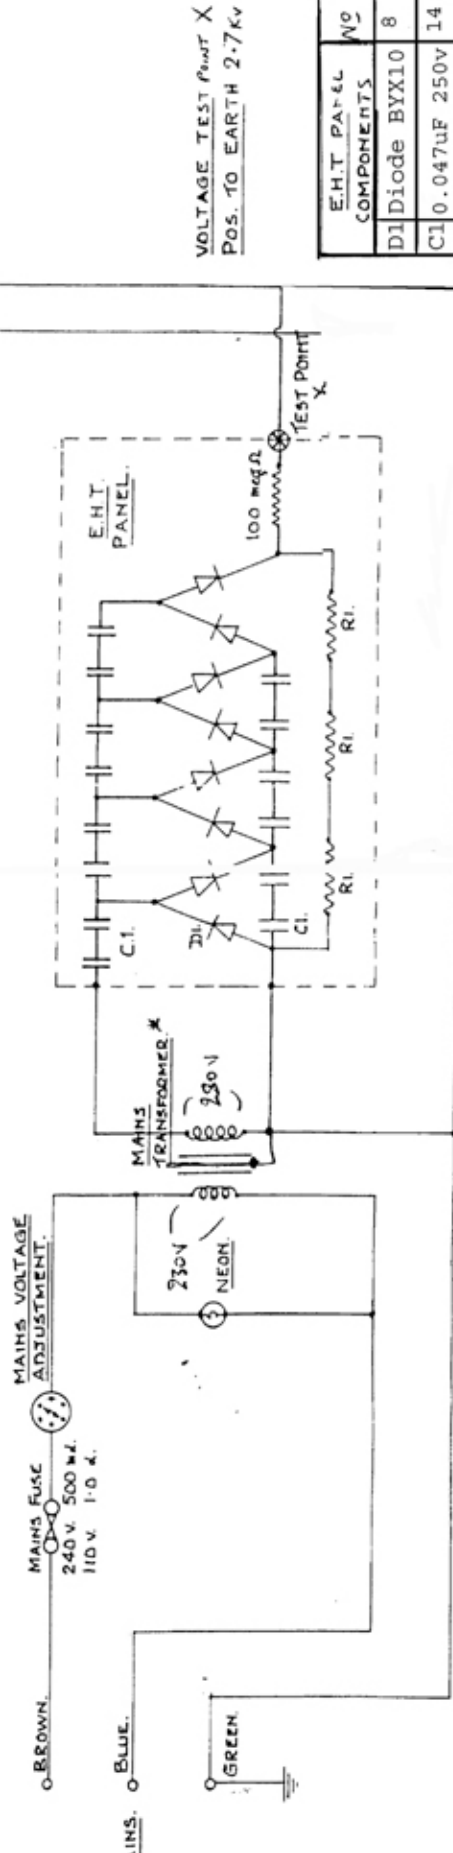 BROWN.
BLUE.
GREEN.
AINS.
MAINS FUSE
240 V. 500 mA.
110 V. 1.0 A.
MAINS VOLTAGE
ADJUSTMENT.
230V
NEON.
MAINS
TRANSFORMER.*
230V
E.H.T.
PANEL.
C.1.
D1.
C1.
R1.
R1.
R1.
100 meg Ω
TEST POINT
X
VOLTAGE TEST POINT X
POS. TO EARTH 2.7Kv
E.H.T PANEL
COMPONENTS
Nº
D1 Diode BYX10 8
C1 0.047uF 250v 14